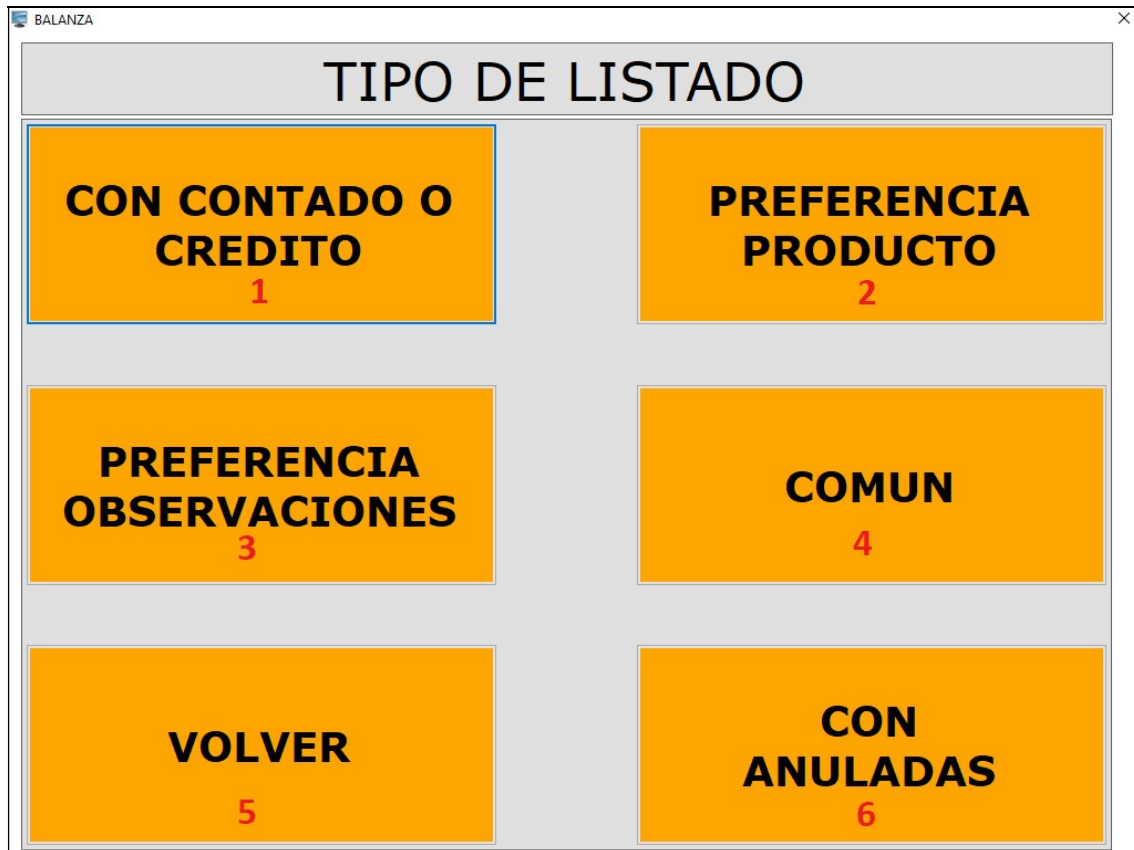 BALANZA
TIPO DE LISTADO
CON CONTADO O
CREDITO
1
PREFERENCIA
PRODUCTO
2
PREFERENCIA
OBSERVACIONES
3
COMUN
4
VOLVER
5
CON
ANULADAS
6